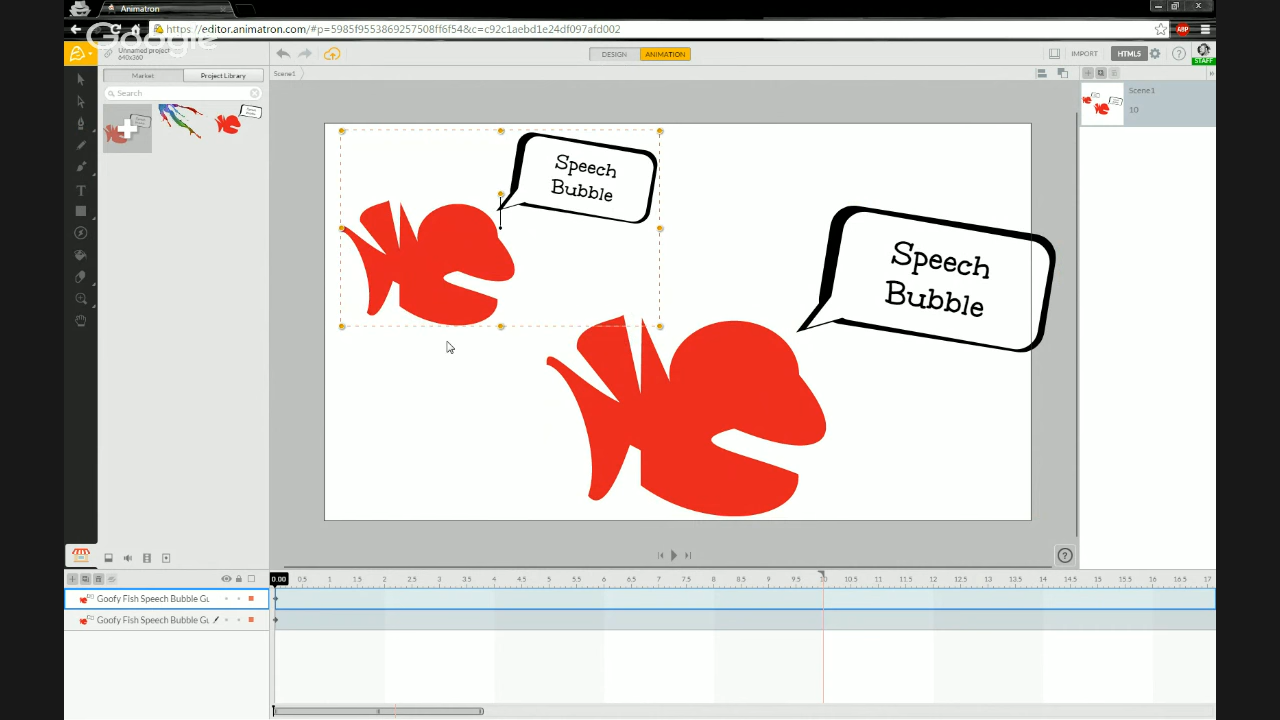 Animatron
https://editor.animatron.com/#p=5985f9553869257508ff6f54&c=c92c1aebd1e24df097afd002
ABP
Google
Unnamed project
640x360
DESIGN
ANIMATION
IMPORT
HTML5
?
STAFF
Market
Project Library
Scene1
Search
Scene1
10
Speech
Bubble
Speech
Bubble
T
?
0.00 0.5 1 1.5 2 2.5 3 3.5 4 4.5 5 5.5 6 6.5 7 7.5 8 8.5 9 9.5 10 10.5 11 11.5 12 12.5 13 13.5 14 14.5 15 15.5 16 16.5 17
Goofy Fish Speech Bubble Gu
Goofy Fish Speech Bubble Gu